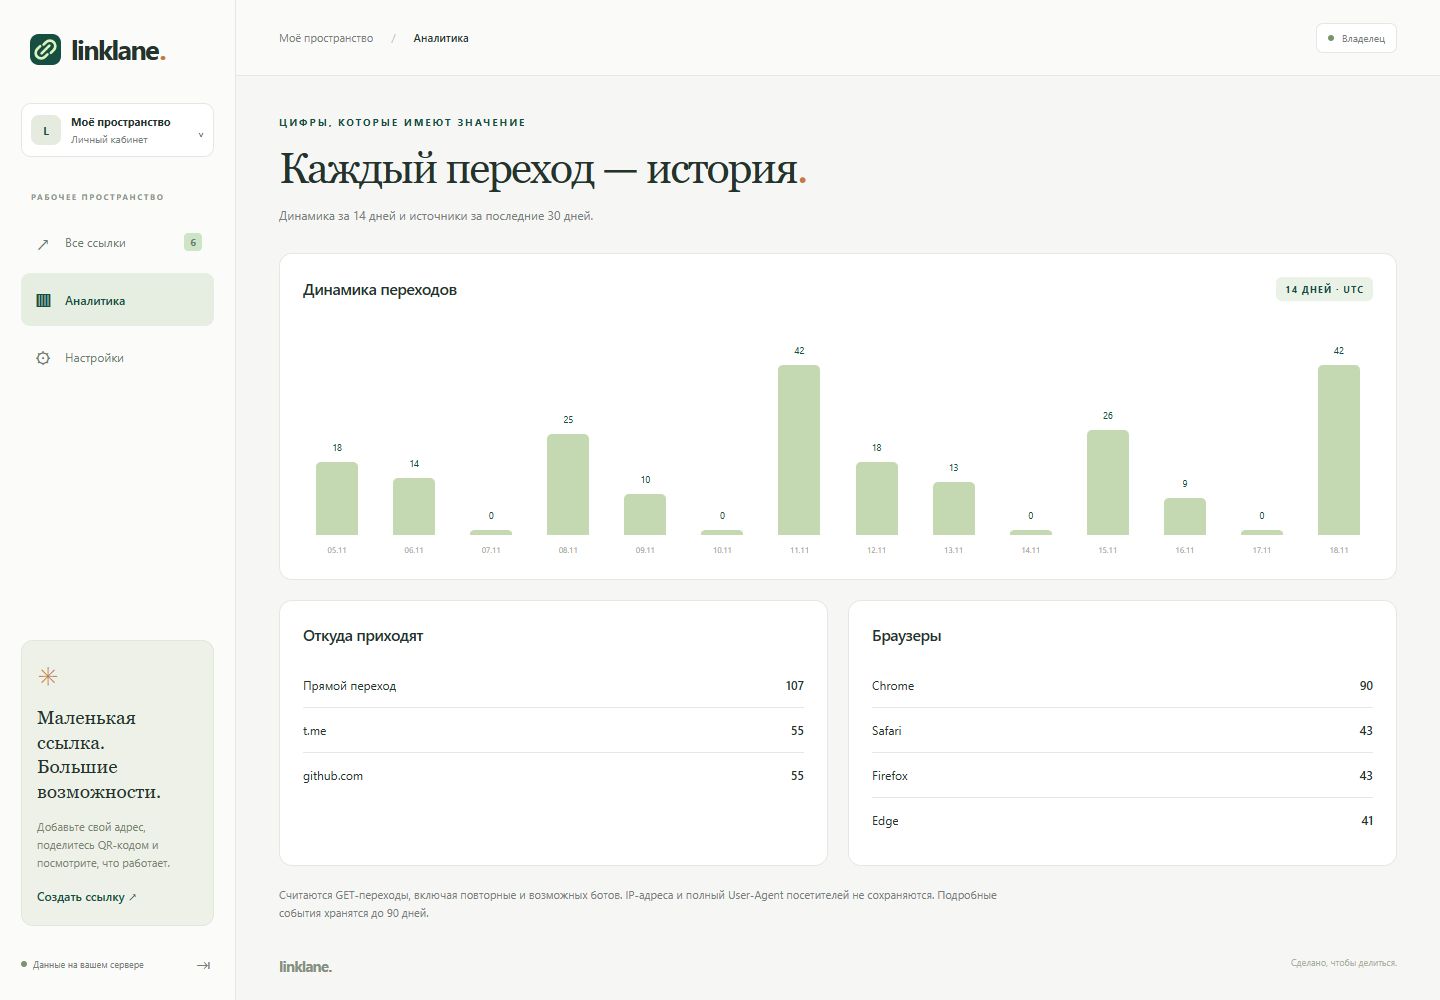 linklane.
L
Моё пространство
Личный кабинет
РАБОЧЕЕ ПРОСТРАНСТВО
Все ссылки 6
Аналитика
Настройки
Маленькая
ссылка.
Большие
возможности.
Добавьте свой адрес,
поделитесь QR-кодом и
посмотрите, что работает.
Создать ссылку ↗
Данные на вашем сервере
Моё пространство / Аналитика
Владелец
ЦИФРЫ, КОТОРЫЕ ИМЕЮТ ЗНАЧЕНИЕ
Каждый переход — история.
Динамика за 14 дней и источники за последние 30 дней.
Динамика переходов
14 ДНЕЙ · UTC
18 14 0 25 10 0 42 18 13 0 26 9 0 42
05.11 06.11 07.11 08.11 09.11 10.11 11.11 12.11 13.11 14.11 15.11 16.11 17.11 18.11
Откуда приходят
Прямой переход 107
t.me 55
github.com 55
Браузеры
Chrome 90
Safari 43
Firefox 43
Edge 41
Считаются GET-переходы, включая повторные и возможных ботов. IP-адреса и полный User-Agent посетителей не сохраняются. Подробные
события хранятся до 90 дней.
linklane.
Сделано, чтобы делиться.